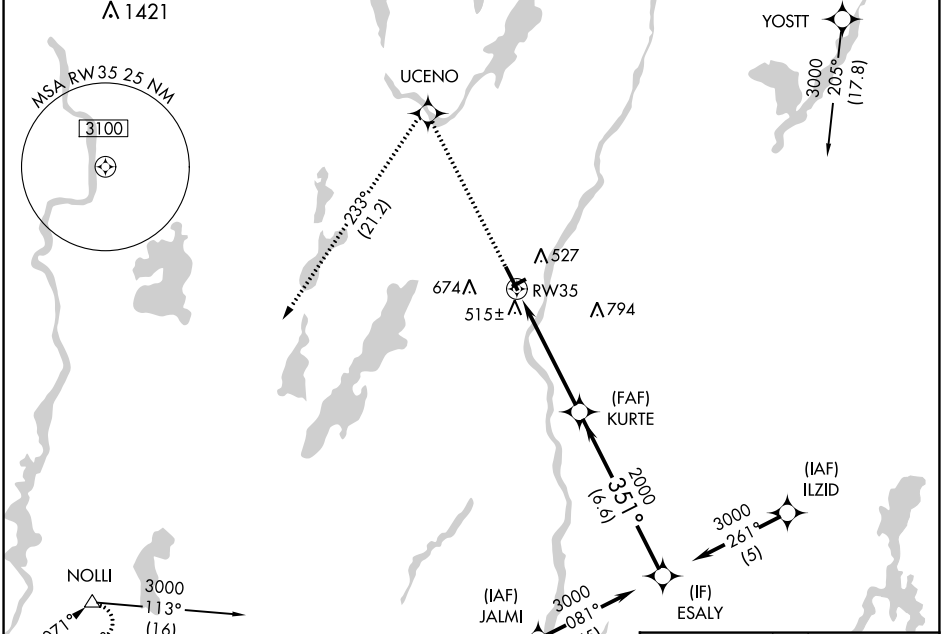 1421
MSA RW35 25 NM
3100
UCENO
YOSTT
3000
205°
(17.8)
233°
(21.2)
527
674
RW35
515±
794
(FAF)
KURTE
2000
351°
(6.6)
(IAF)
ILZID
3000
261°
(5)
NOLLI
3000
113°
(16)
071°
(IAF)
JALMI
3000
081°
(5)
(IF)
ESALY